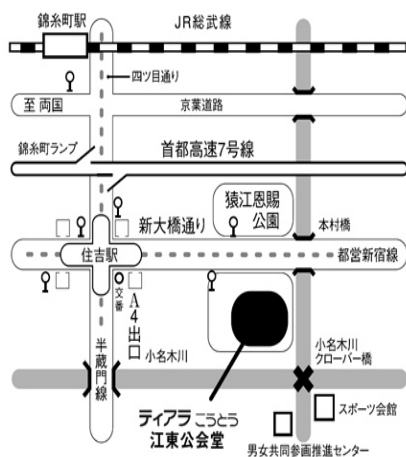 錦糸町駅
JR総武線
四ツ目通り
至 両国
京葉道路
錦糸町ランプ
首都高速7号線
新大橋通り
猿江恩賜
公園
本村橋
住吉駅
都営新宿線
交番
A4出口
半蔵門線
小名木川
小名木川
クローバー橋
ティアラこうとう
江東公会堂
スポーツ会館
男女共同参画推進センター